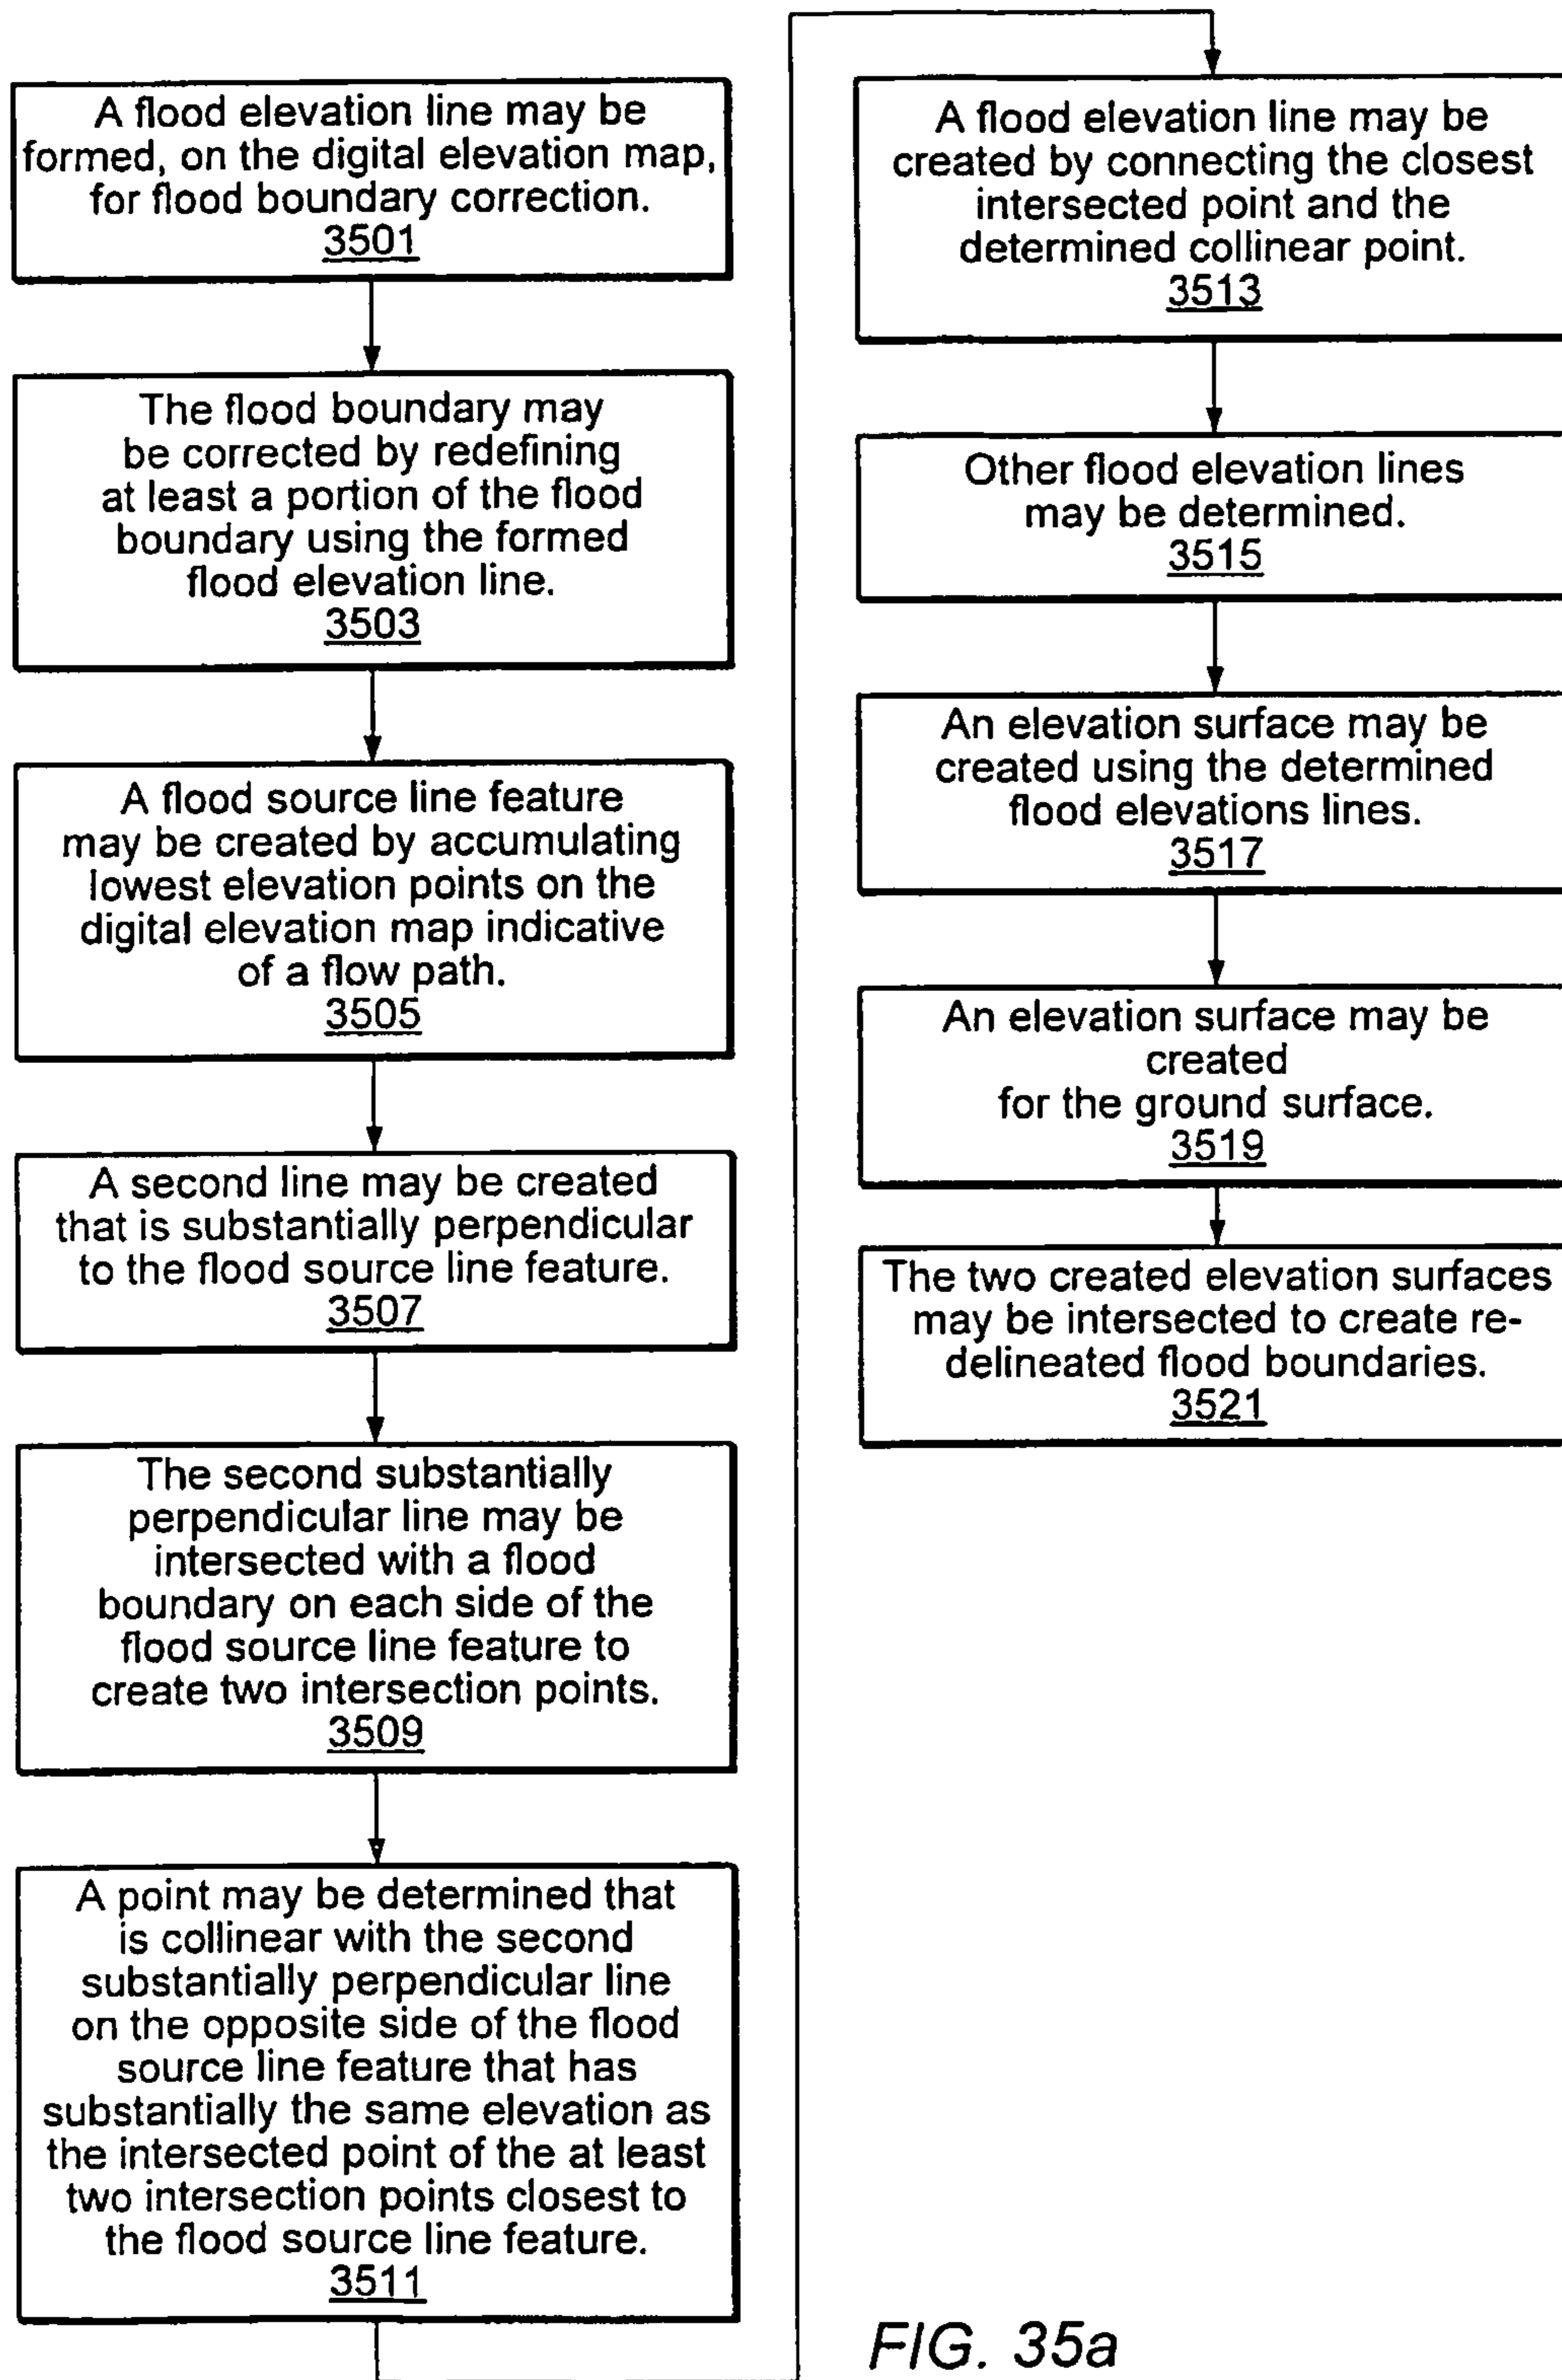 A flood elevation line may be
formed, on the digital elevation map,
for flood boundary correction.
3501
The flood boundary may
be corrected by redefining
at least a portion of the flood
boundary using the formed
flood elevation line.
3503
A flood source line feature
may be created by accumulating
lowest elevation points on the
digital elevation map indicative
of a flow path.
3505
A second line may be created
that is substantially perpendicular
to the flood source line feature.
3507
The second substantially
perpendicular line may be
intersected with a flood
boundary on each side of the
flood source line feature to
create two intersection points.
3509
A point may be determined that
is collinear with the second
substantially perpendicular line
on the opposite side of the flood
source line feature that has
substantially the same elevation as
the intersected point of the at least
two intersection points closest to
the flood source line feature.
3511
A flood elevation line may be
created by connecting the closest
intersected point and the
determined collinear point.
3513
Other flood elevation lines
may be determined.
3515
An elevation surface may be
created using the determined
flood elevations lines.
3517
An elevation surface may be
created
for the ground surface.
3519
The two created elevation surfaces
may be intersected to create re-
delineated flood boundaries.
3521
FIG. 35a